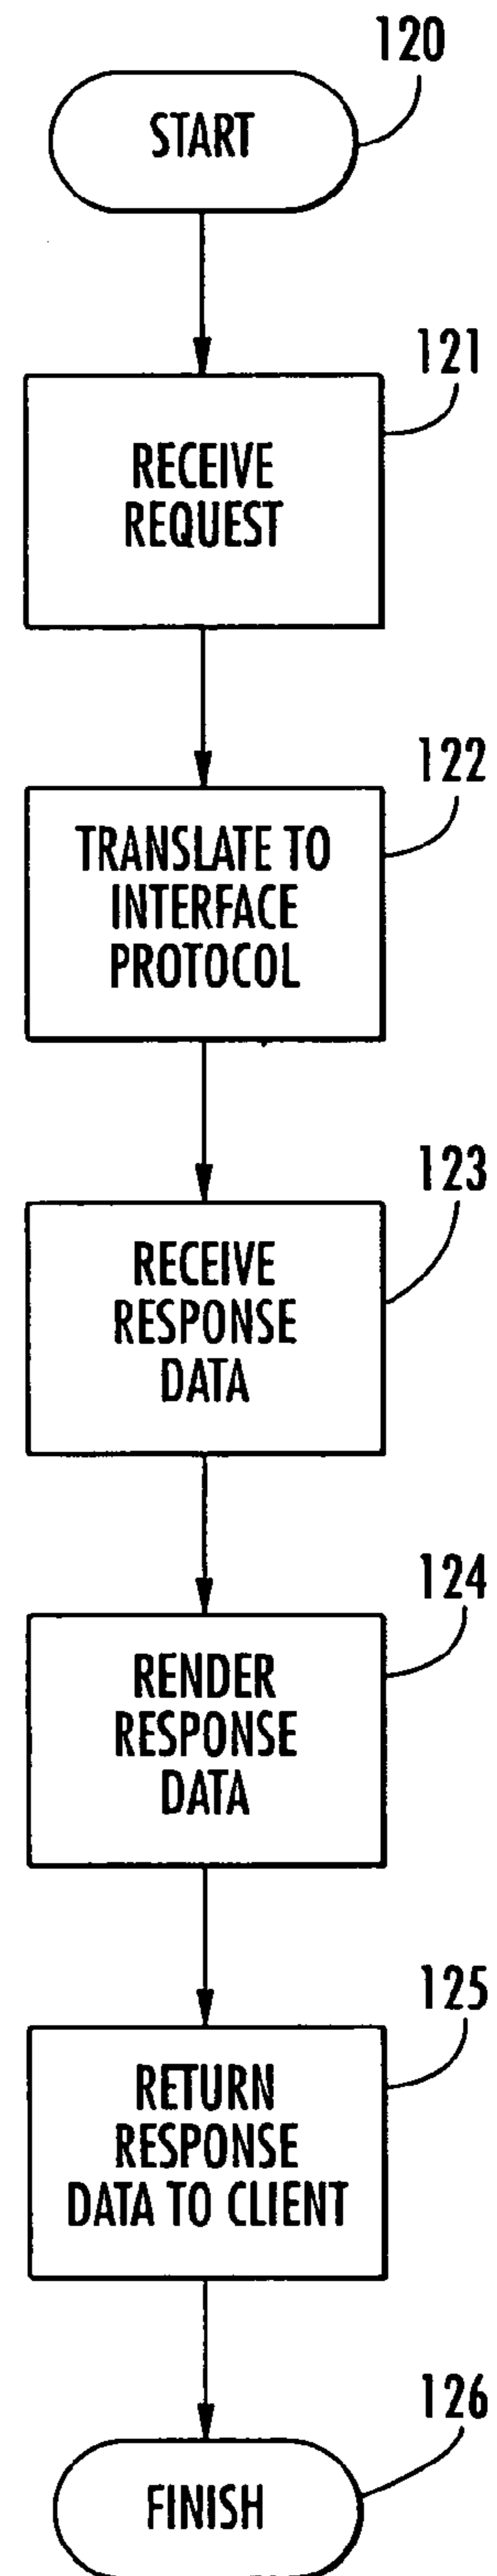 120
START
121
RECEIVE
REQUEST
122
TRANSLATE TO
INTERFACE
PROTOCOL
123
RECEIVE
RESPONSE
DATA
124
RENDER
RESPONSE
DATA
125
RETURN
RESPONSE
DATA TO CLIENT
126
FINISH